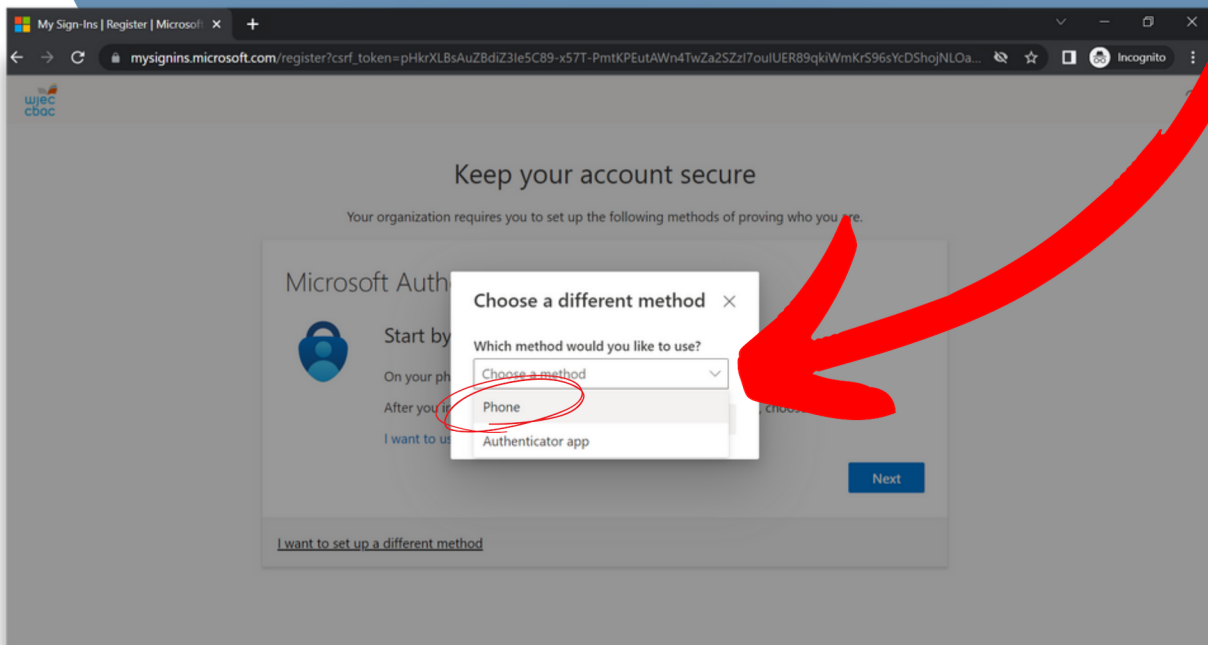 My Sign-Ins | Register | Microsoft
mysignins.microsoft.com/register?csrf_token=pHkrXLBsAuZBdiZ3Ie5C89-x57T-PmtKPEutAWn4TwZa2SZzI7ouIUER89qkiWmKrS96sYcDShojNLOa...
Incognito
wjec
cbac
Keep your account secure
Your organization requires you to set up the following methods of proving who you are.
Microsoft Auth
Choose a different method
Start by
Which method would you like to use?
On your ph
Choose a method
After you i
Phone
, choos
I want to us
Authenticator app
Next
I want to set up a different method